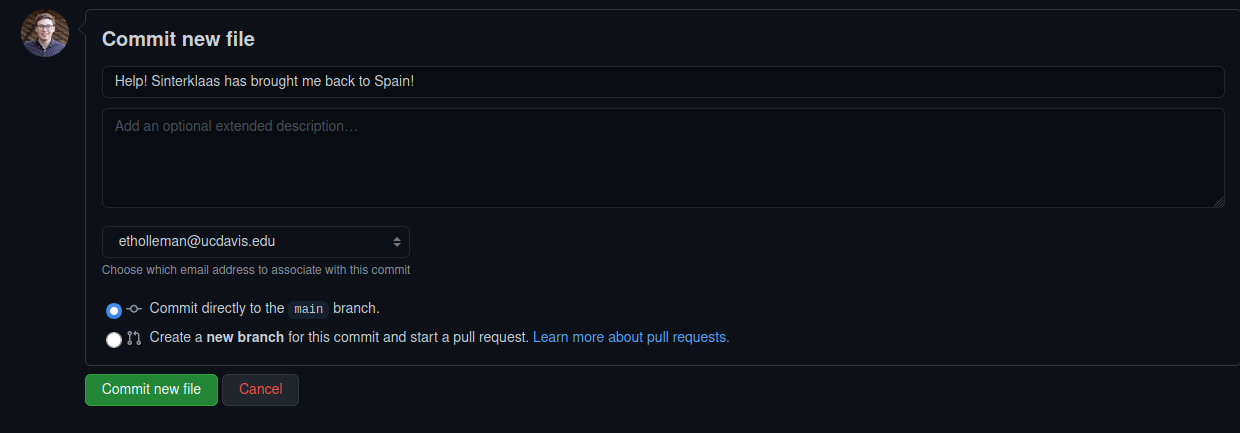 Commit new file
Help! Sinterklaas has brought me back to Spain!
Add an optional extended description…
etholleman@ucdavis.edu
Choose which email address to associate with this commit
Commit directly to the main branch.
Create a new branch for this commit and start a pull request. Learn more about pull requests.
Commit new file Cancel